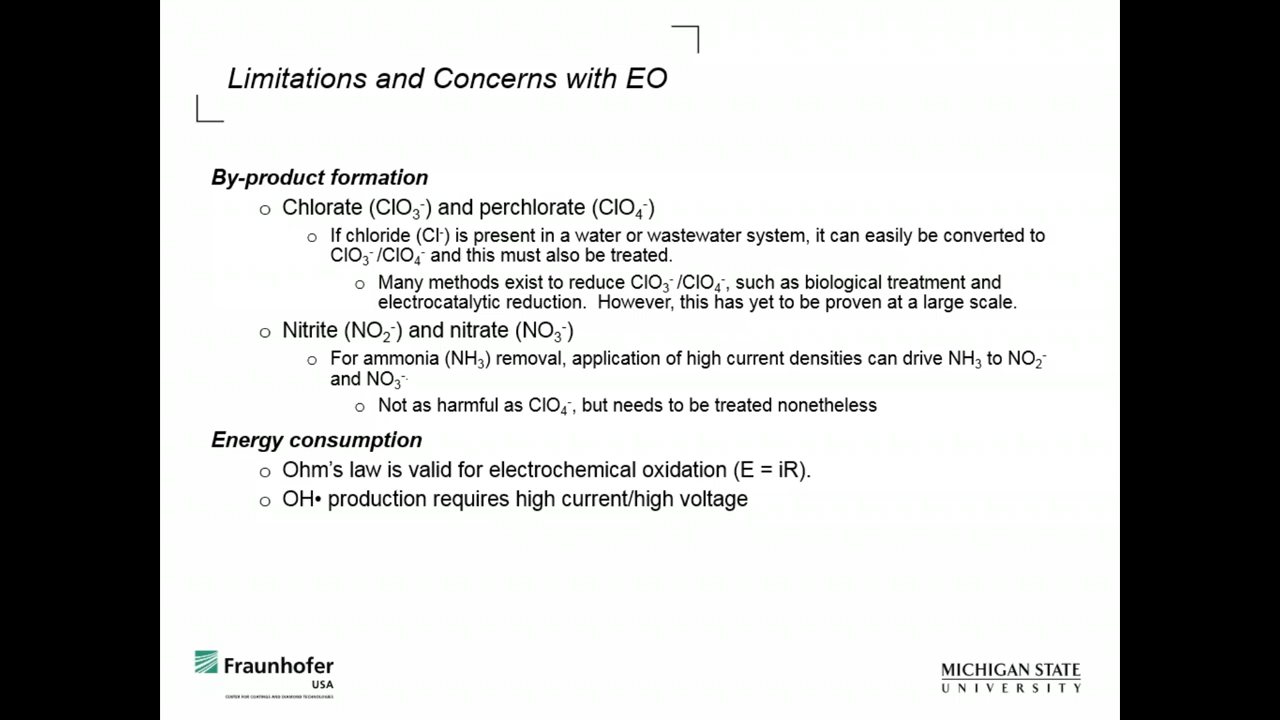 Limitations and Concerns with EO
By-product formation
o Chlorate (ClO₃⁻) and perchlorate (ClO₄⁻)
o If chloride (Cl⁻) is present in a water or wastewater system, it can easily be converted to
ClO₃⁻/ClO₄⁻ and this must also be treated.
o Many methods exist to reduce ClO₃⁻/ClO₄⁻, such as biological treatment and
electrocatalytic reduction. However, this has yet to be proven at a large scale.
o Nitrite (NO₂⁻) and nitrate (NO₃⁻)
o For ammonia (NH₃) removal, application of high current densities can drive NH₃ to NO₂⁻
and NO₃⁻.
o Not as harmful as ClO₄⁻, but needs to be treated nonetheless
Energy consumption
o Ohm's law is valid for electrochemical oxidation (E = iR).
o OH• production requires high current/high voltage
Fraunhofer
USA
CENTER FOR COATINGS AND DIAMOND TECHNOLOGIES
MICHIGAN STATE
UNIVERSITY